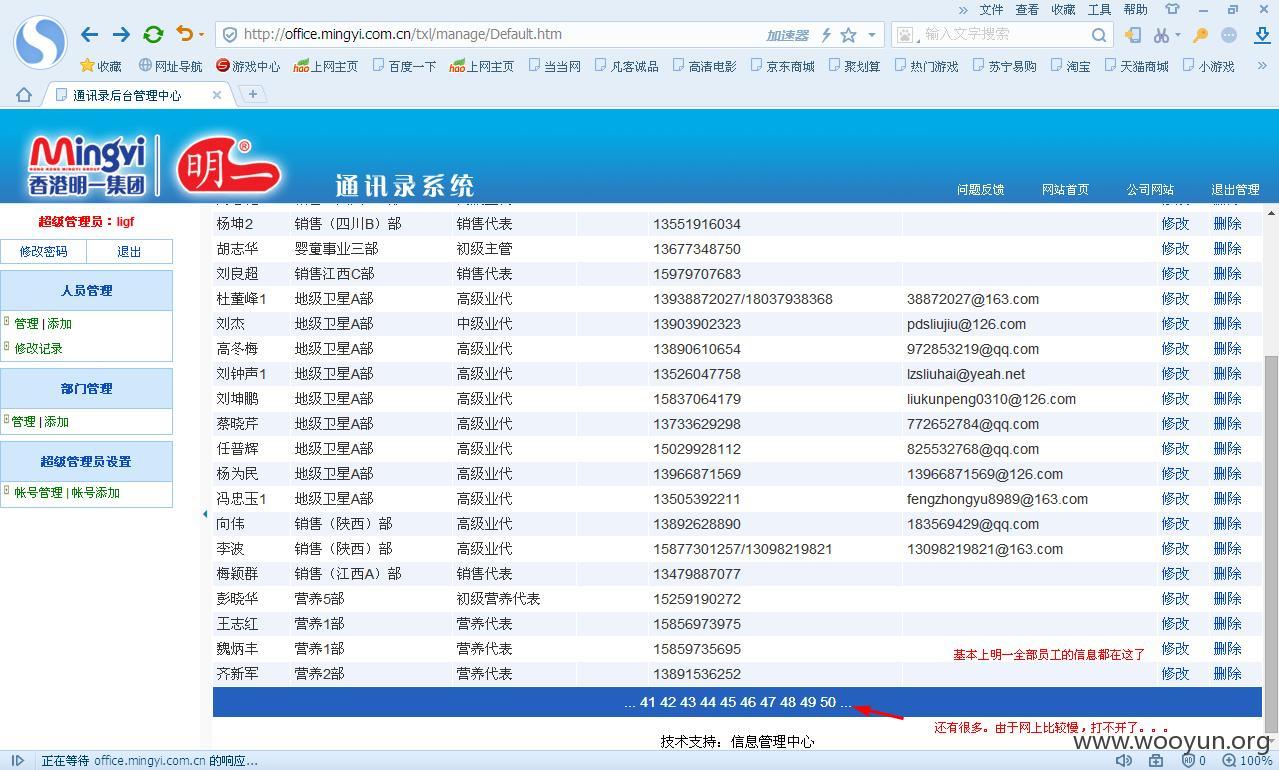 » 文件 查看 收藏 工具 帮助
http://office.mingyi.com.cn/txl/manage/Default.htm 加速器 输入文字搜索
收藏 网址导航 游戏中心 hao上网主页 百度一下 hao上网主页 当当网 凡客诚品 高清电影 京东商城 聚划算 热门游戏 苏宁易购 淘宝 天猫商城 小游戏 »
通讯录后台管理中心 × +
Mingyi
HONG KONG MINGYI GROUP
香港明一集团
明一®
通讯录系统
问题反馈 网站首页 公司网站 退出管理
超级管理员：ligf
修改密码 退出
人员管理
管理 | 添加
修改记录
部门管理
管理 | 添加
超级管理员设置
帐号管理 | 帐号添加
杨坤2 销售（四川B）部 销售代表 13551916034 修改 删除
胡志华 婴童事业三部 初级主管 13677348750 修改 删除
刘良超 销售江西C部 销售代表 15979707683 修改 删除
杜董峰1 地级卫星A部 高级业代 13938872027/18037938368 38872027@163.com 修改 删除
刘杰 地级卫星A部 中级业代 13903902323 pdsliujiu@126.com 修改 删除
高冬梅 地级卫星A部 高级业代 13890610654 972853219@qq.com 修改 删除
刘钟声1 地级卫星A部 高级业代 13526047758 lzsliuhai@yeah.net 修改 删除
刘坤鹏 地级卫星A部 高级业代 15837064179 liukunpeng0310@126.com 修改 删除
蔡晓芹 地级卫星A部 高级业代 13733629298 772652784@qq.com 修改 删除
任普辉 地级卫星A部 高级业代 15029928112 825532768@qq.com 修改 删除
杨为民 地级卫星A部 高级业代 13966871569 13966871569@126.com 修改 删除
冯忠玉1 地级卫星A部 高级业代 13505392211 fengzhongyu8989@163.com 修改 删除
向伟 销售（陕西）部 高级业代 13892628890 183569429@qq.com 修改 删除
李波 销售（陕西）部 高级业代 15877301257/13098219821 13098219821@163.com 修改 删除
梅颖群 销售（江西A）部 销售代表 13479887077 修改 删除
彭晓华 营养5部 初级营养代表 15259190272 修改 删除
王志红 营养1部 营养代表 15856973975 修改 删除
魏炳丰 营养1部 营养代表 15859735695 修改 删除
基本上明一全部员工的信息都在这了
齐新军 营养2部 营养代表 13891536252 修改 删除
... 41 42 43 44 45 46 47 48 49 50 ...
还有很多。由于网上比较慢，打不开了。。。
技术支持：信息管理中心
www.wooyun.org
正在等待 office.mingyi.com.cn 的响应... 0 100%